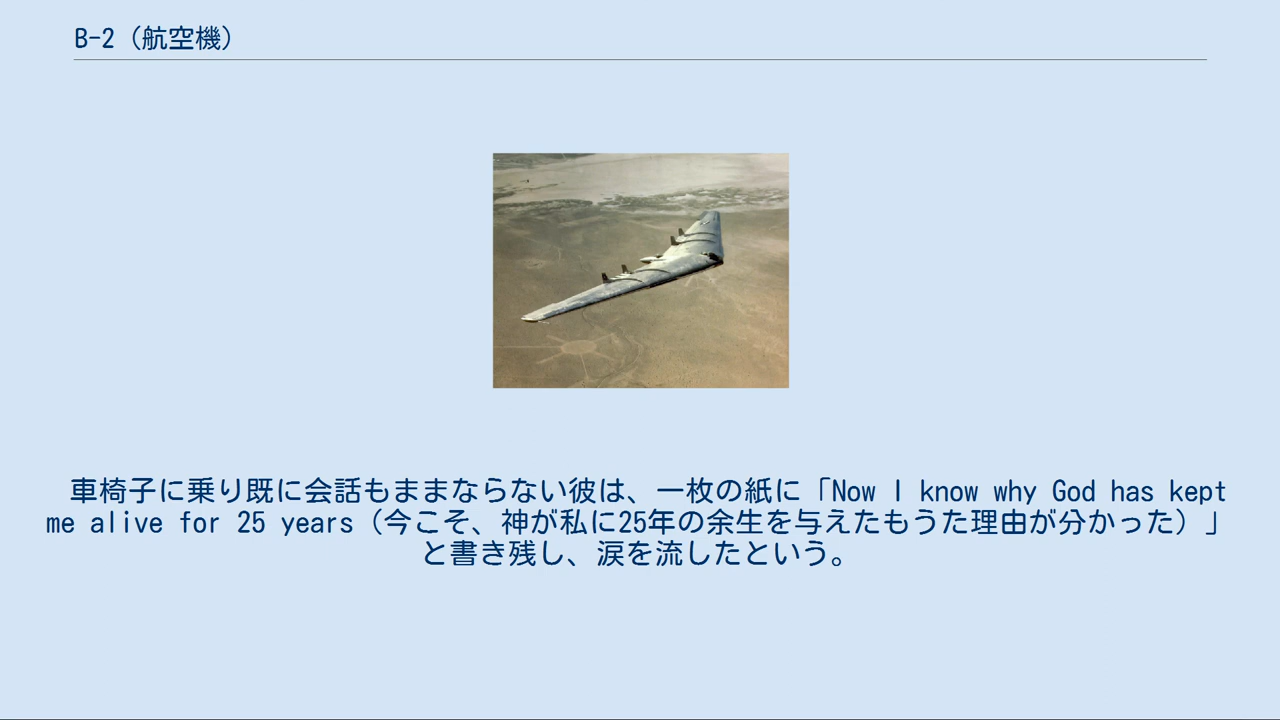 B-2（航空機）
車椅子に乗り既に会話もままならない彼は、一枚の紙に「Now I know why God has kept
me alive for 25 years（今こそ、神が私に25年の余生を与えたもうた理由が分かった）」
と書き残し、涙を流したという。